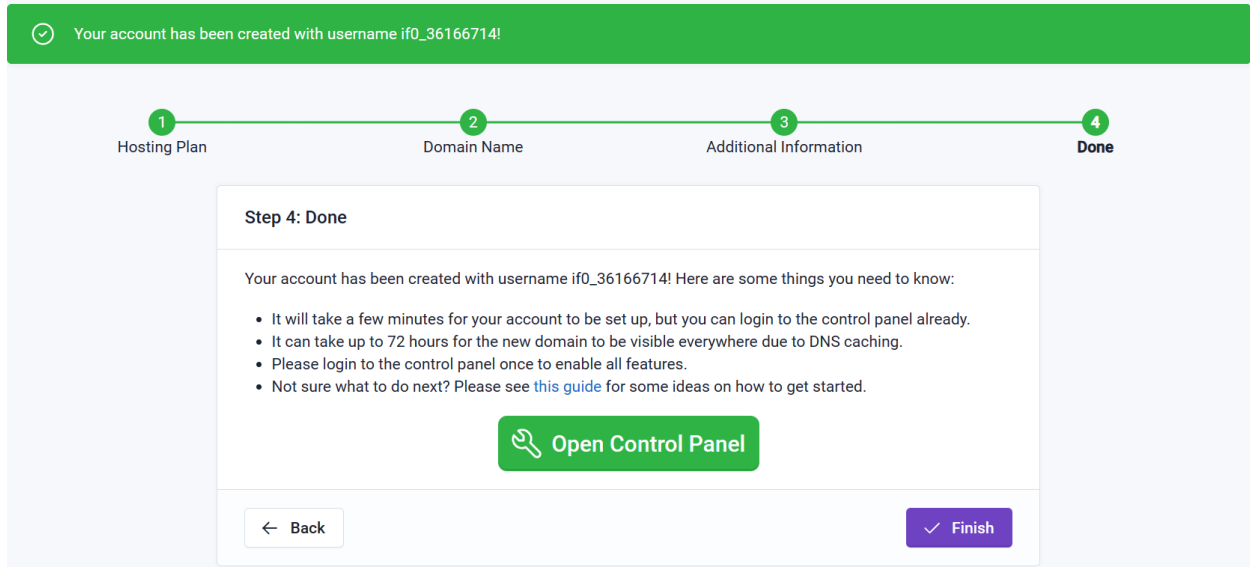 Your account has been created with username if0_36166714!
1
2
3
4
Hosting Plan
Domain Name
Additional Information
Done
Step 4: Done
Your account has been created with username if0_36166714! Here are some things you need to know:
It will take a few minutes for your account to be set up, but you can login to the control panel already.
It can take up to 72 hours for the new domain to be visible everywhere due to DNS caching.
Please login to the control panel once to enable all features.
Not sure what to do next? Please see this guide for some ideas on how to get started.
Open Control Panel
Back
Finish